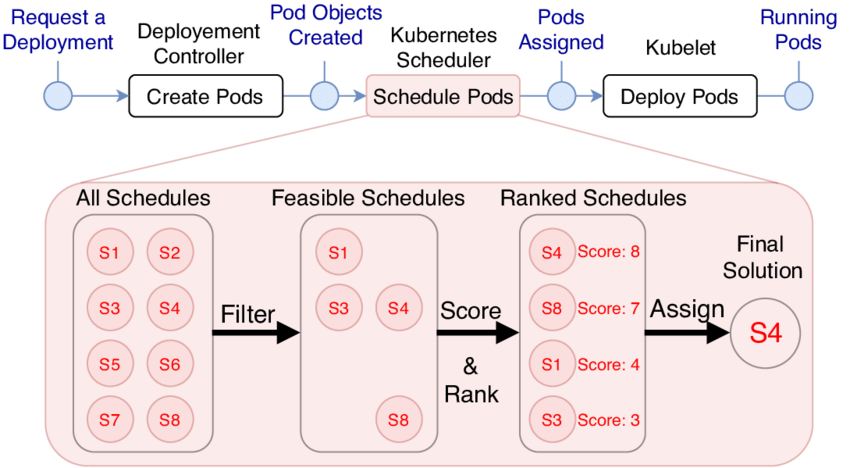 Request a
Deployment
Deployement
Controller
Pod Objects
Created
Kubernetes
Scheduler
Pods
Assigned
Kubelet
Running
Pods
Create Pods
Schedule Pods
Deploy Pods
All Schedules
Feasible Schedules
Ranked Schedules
S1
S2
S3
S4
S5
S6
S7
S8
Filter
S1
S3
S4
S8
Score
&
Rank
S4 Score: 8
S8 Score: 7
S1 Score: 4
S3 Score: 3
Assign
Final
Solution
S4